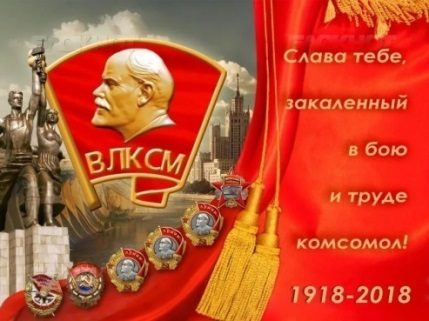 ВЛКСМ
Слава тебе,
закаленный
в бою
и труде
комсомол!
1918-2018